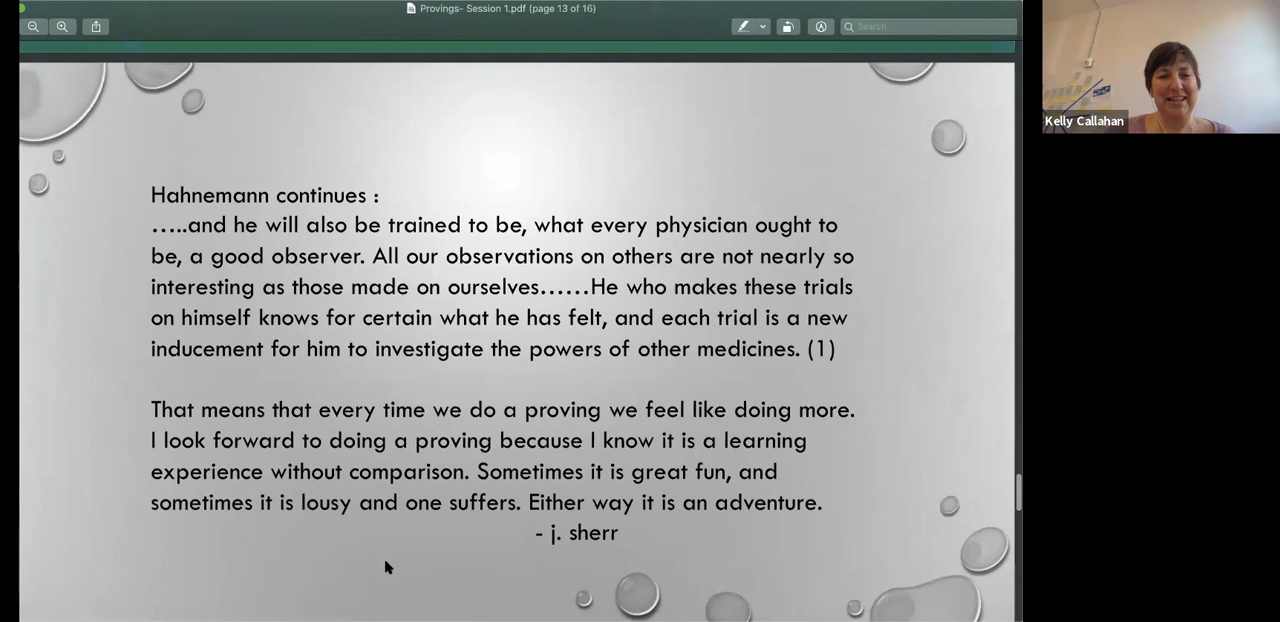 Provings- Session 1.pdf (page 13 of 16)
Search
Kelly Callahan
Hahnemann continues :
…..and he will also be trained to be, what every physician ought to
be, a good observer. All our observations on others are not nearly so
interesting as those made on ourselves……He who makes these trials
on himself knows for certain what he has felt, and each trial is a new
inducement for him to investigate the powers of other medicines. (1)
That means that every time we do a proving we feel like doing more.
I look forward to doing a proving because I know it is a learning
experience without comparison. Sometimes it is great fun, and
sometimes it is lousy and one suffers. Either way it is an adventure.
- j. sherr